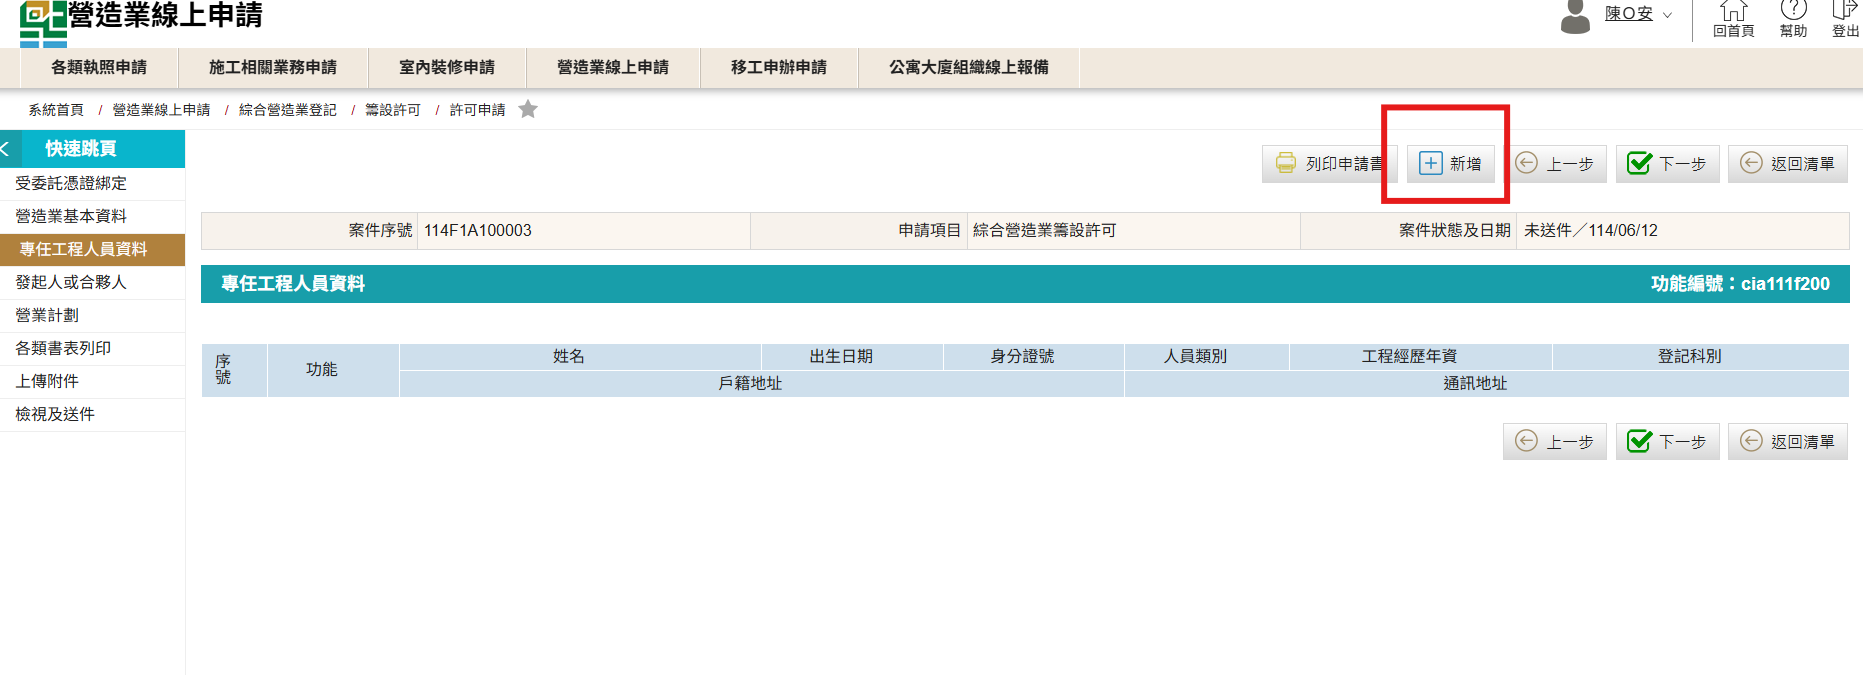 營造業線上申請
陳O安
回首頁 幫助 登出
各類執照申請 施工相關業務申請 室內裝修申請 營造業線上申請 移工申辦申請 公寓大廈組織線上報備
系統首頁 / 營造業線上申請 / 綜合營造業登記 / 籌設許可 / 許可申請
快速跳頁
受委託憑證綁定
營造業基本資料
專任工程人員資料
發起人或合夥人
營業計劃
各類書表列印
上傳附件
檢視及送件
列印申請書 新增 上一步 下一步 返回清單
案件序號 114F1A100003 申請項目 綜合營造業籌設許可 案件狀態及日期 未送件／114/06/12
專任工程人員資料 功能編號：cia111f200
序號 功能 姓名 出生日期 身分證號 人員類別 工程經歷年資 登記科別
戶籍地址 通訊地址
上一步 下一步 返回清單